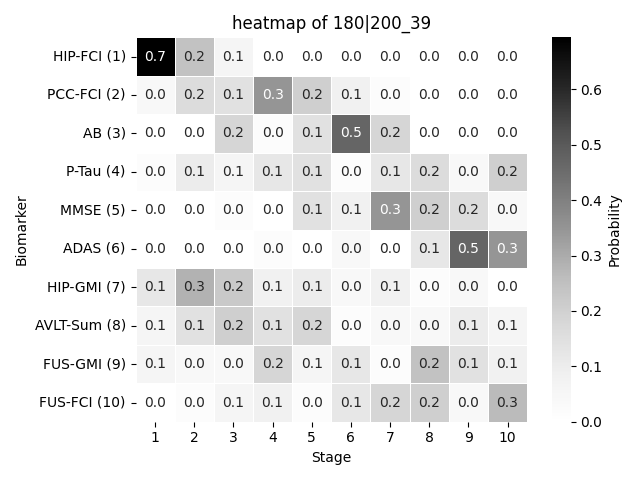 heatmap of 180|200_39
HIP-FCI (1) 0.7 0.2 0.1 0.0 0.0 0.0 0.0 0.0 0.0 0.0
PCC-FCI (2) 0.0 0.2 0.1 0.3 0.2 0.1 0.0 0.0 0.0 0.0
AB (3) 0.0 0.0 0.2 0.0 0.1 0.5 0.2 0.0 0.0 0.0
P-Tau (4) 0.0 0.1 0.1 0.1 0.1 0.0 0.1 0.2 0.0 0.2
MMSE (5) 0.0 0.0 0.0 0.0 0.1 0.1 0.3 0.2 0.2 0.0
ADAS (6) 0.0 0.0 0.0 0.0 0.0 0.0 0.0 0.1 0.5 0.3
HIP-GMI (7) 0.1 0.3 0.2 0.1 0.1 0.0 0.1 0.0 0.0 0.0
AVLT-Sum (8) 0.1 0.1 0.2 0.1 0.2 0.0 0.0 0.0 0.1 0.1
FUS-GMI (9) 0.1 0.0 0.0 0.2 0.1 0.1 0.0 0.2 0.1 0.1
FUS-FCI (10) 0.0 0.0 0.1 0.1 0.0 0.1 0.2 0.2 0.0 0.3
1 2 3 4 5 6 7 8 9 10
Stage
Biomarker
0.6
0.5
0.4
0.3
0.2
0.1
0.0
Probability